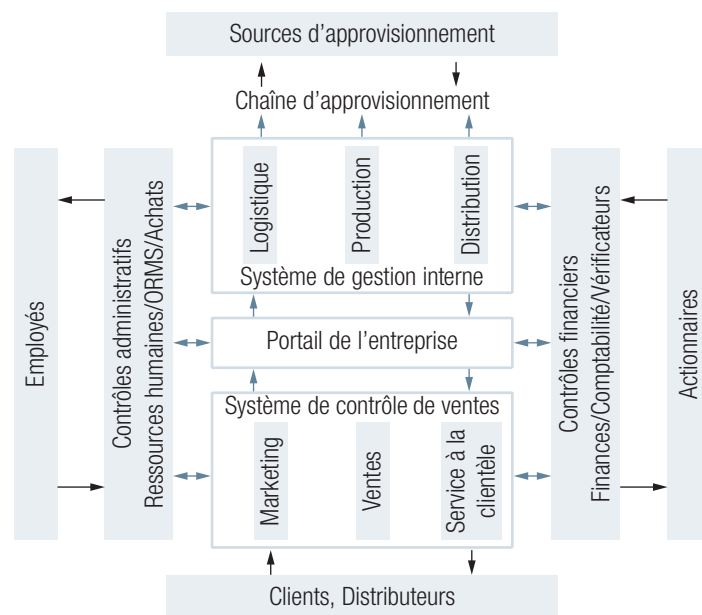 Sources d'approvisionnement
Chaîne d'approvisionnement
Employés
Contrôles administratifs
Ressources humaines/ORMS/Achats
Logistique
Production
Distribution
Système de gestion interne
Portail de l'entreprise
Système de contrôle de ventes
Marketing
Ventes
Service à la
clientèle
Contrôles financiers
Finances/Comptabilité/Vérificateurs
Actionnaires
Clients, Distributeurs